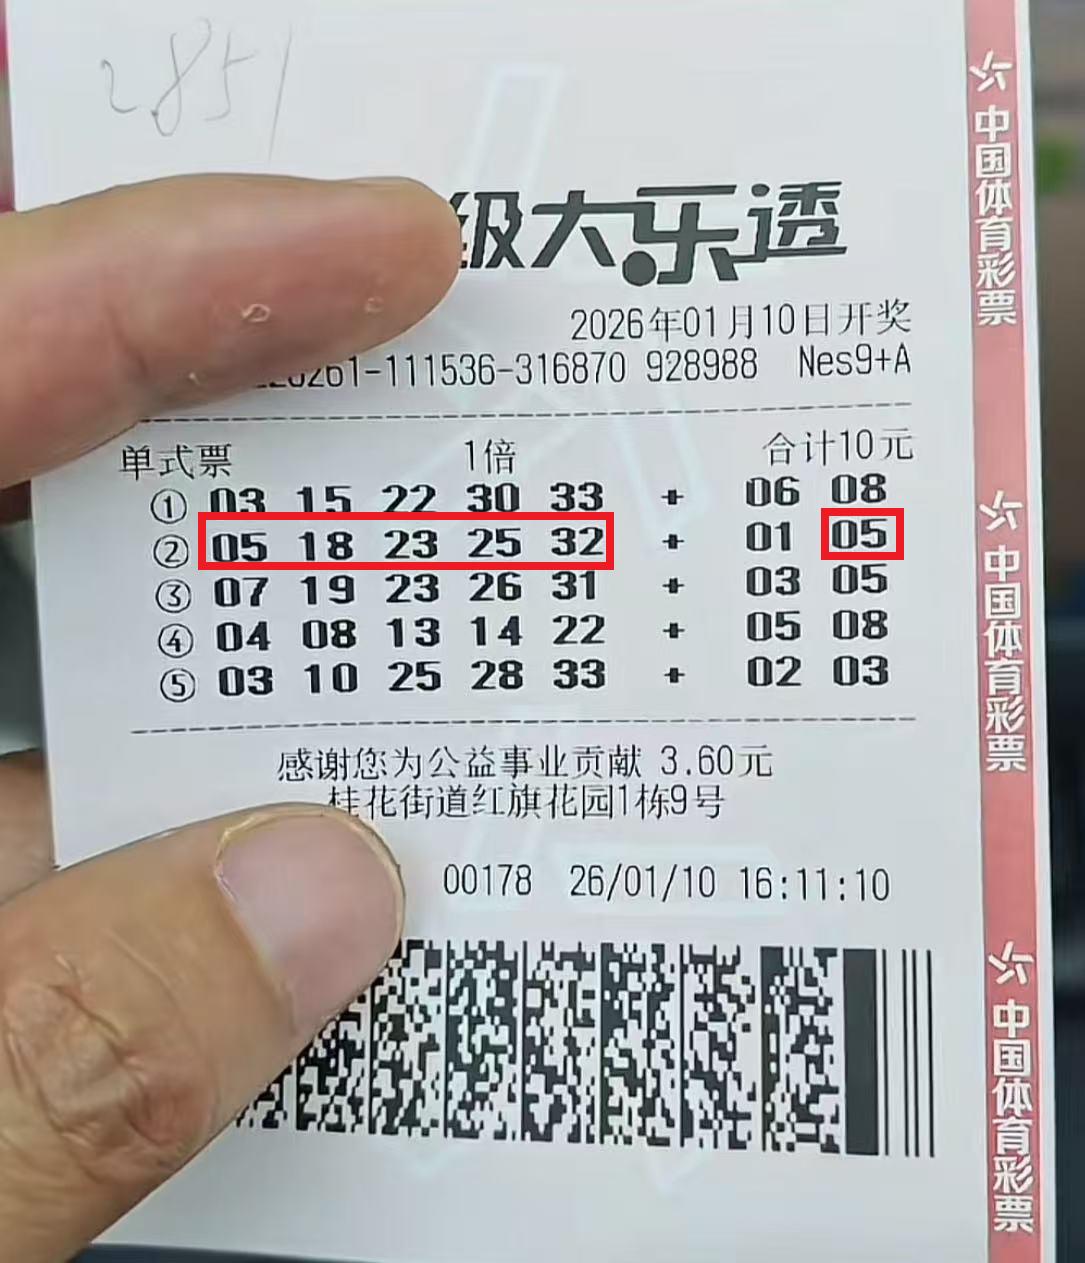 2851
级大乐透
2026年01月10日开奖
0261-111536-316870 928988 Nes9+A
单式票 1倍 合计10元
① 03 15 22 30 33 + 06 08
② 05 18 23 25 32 + 01 05
③ 07 19 23 26 31 + 03 05
④ 04 08 13 14 22 + 05 08
⑤ 03 10 25 28 33 + 02 03
感谢您为公益事业贡献 3.60元
桂花街道红旗花园1栋9号
00178 26/01/10 16:11:10
中国体育彩票
中国体育彩票
中国体育彩票